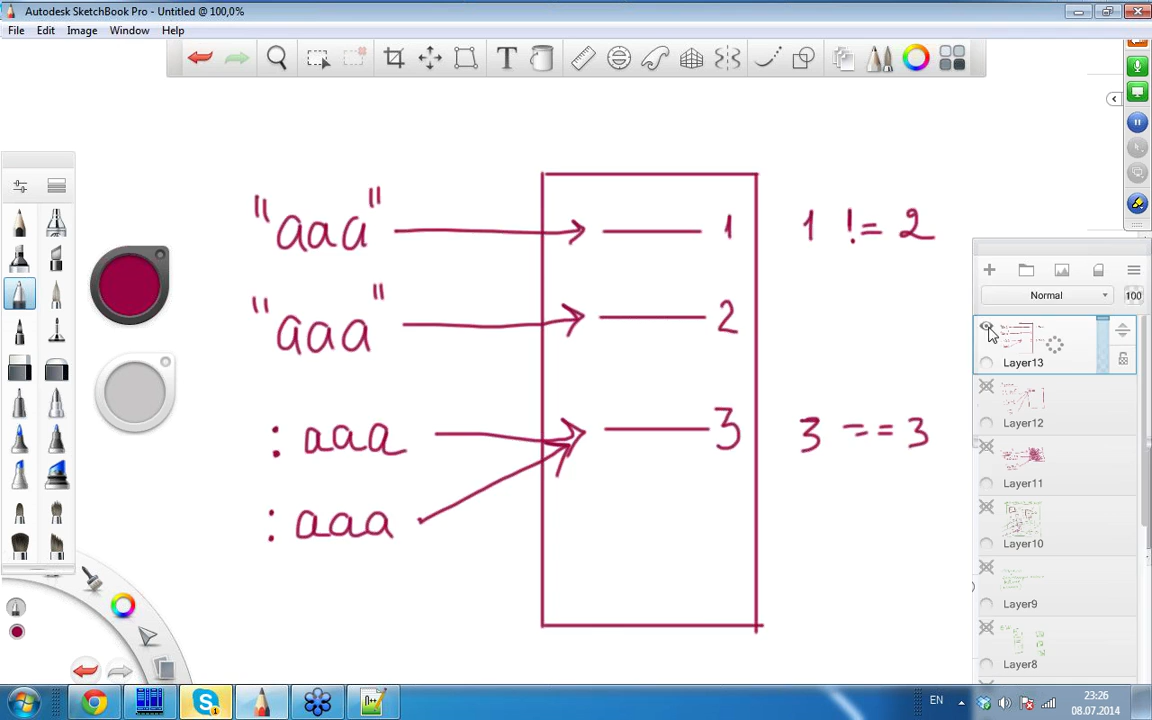 Autodesk SketchBook Pro - Untitled @ 100,0%
File Edit Image Window Help
T
"aaa" 1 1 != 2
"aaa" 2
: aaa 3 3 == 3
: aaa
Normal 100
Layer13
Layer12
Layer11
Layer10
Layer9
Layer8
1
EN 23:26
08.07.2014